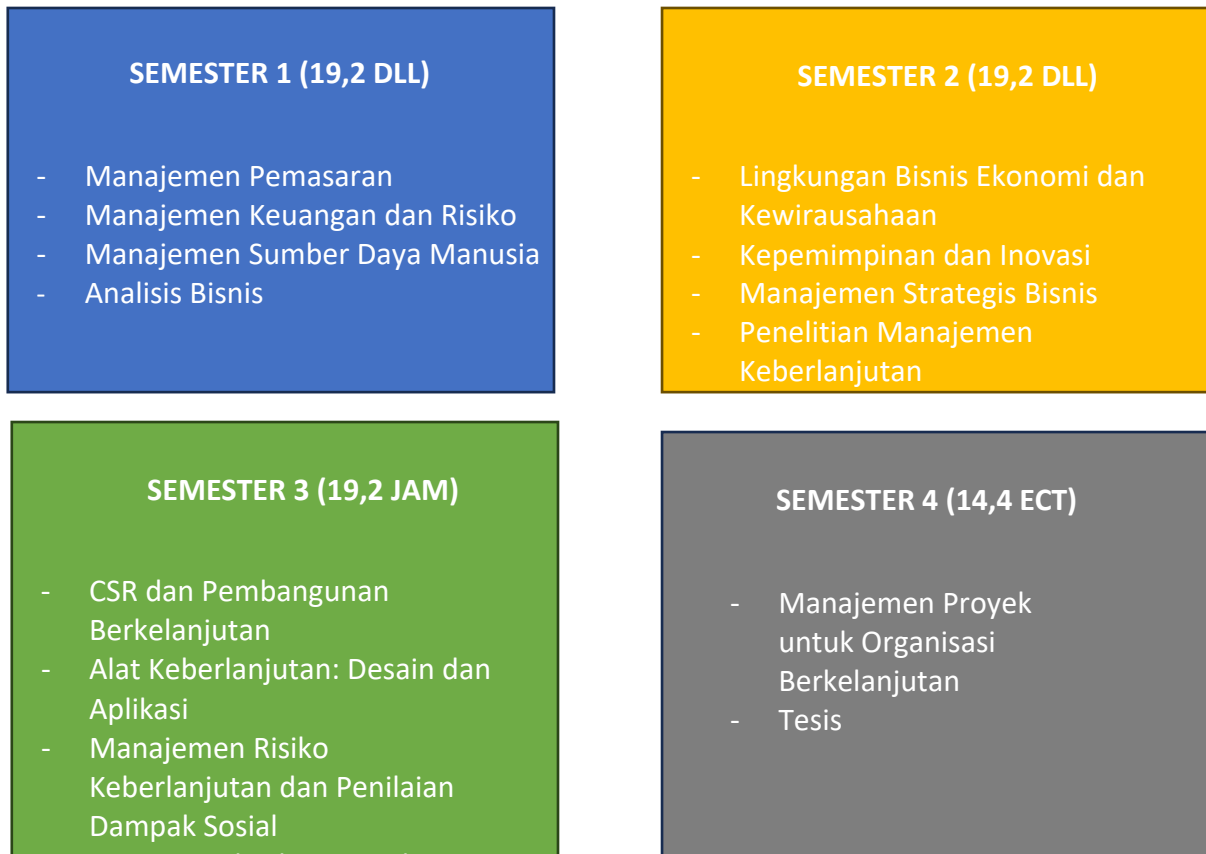 SEMESTER 1 (19,2 DLL)
- Manajemen Pemasaran
- Manajemen Keuangan dan Risiko
- Manajemen Sumber Daya Manusia
- Analisis Bisnis
SEMESTER 2 (19,2 DLL)
- Lingkungan Bisnis Ekonomi dan
Kewirausahaan
- Kepemimpinan dan Inovasi
- Manajemen Strategis Bisnis
- Penelitian Manajemen
Keberlanjutan
SEMESTER 3 (19,2 JAM)
- CSR dan Pembangunan
Berkelanjutan
- Alat Keberlanjutan: Desain dan
Aplikasi
- Manajemen Risiko
Keberlanjutan dan Penilaian
Dampak Sosial
SEMESTER 4 (14,4 ECT)
- Manajemen Proyek
untuk Organisasi
Berkelanjutan
- Tesis